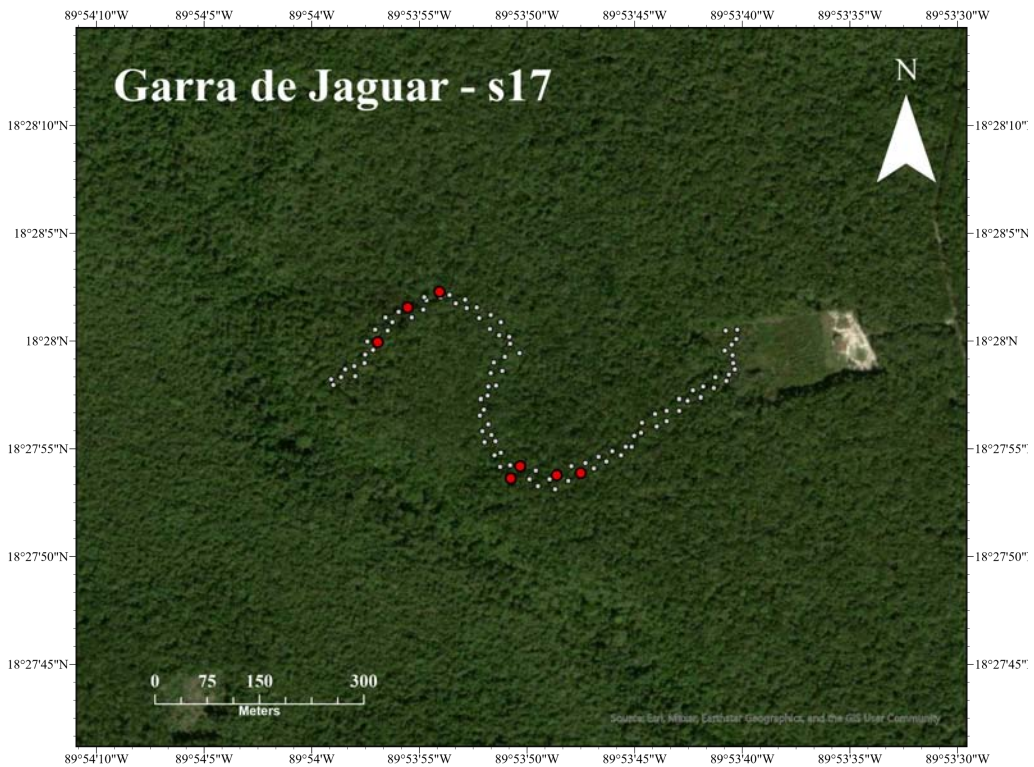 89°54'10"W 89°54'5"W 89°54'W 89°53'55"W 89°53'50"W 89°53'45"W 89°53'40"W 89°53'35"W 89°53'30"W
Garra de Jaguar - s17
N
18°28'10"N 18°28'10"N
18°28'5"N 18°28'5"N
18°28'N 18°28'N
18°27'55"N 18°27'55"N
18°27'50"N 18°27'50"N
18°27'45"N 18°27'45"N
0 75 150 300
Meters
Source: Esri, Maxar, Earthstar Geographics, and the GIS User Community
89°54'10"W 89°54'5"W 89°54'W 89°53'55"W 89°53'50"W 89°53'44"W 89°53'40"W 89°53'35"W 89°53'30"W